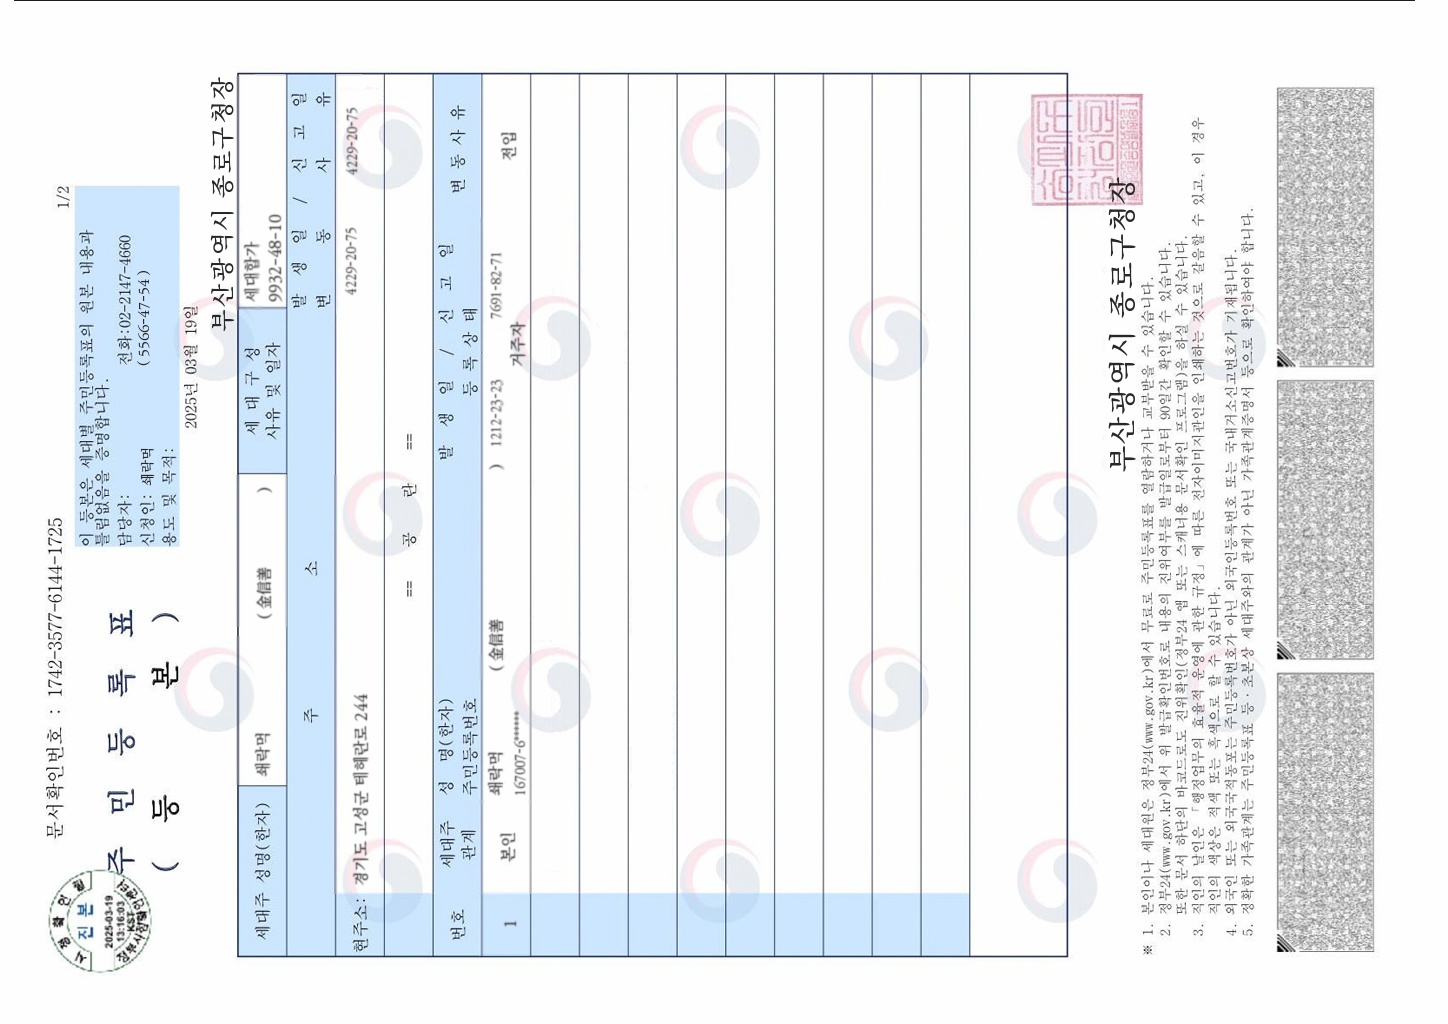 문서확인번호 : 1742-3577-6144-1725
1/2
주 민 등 록 표
( 등 본 )
이 등본은 세대별 주민등록표의 원본 내용과
틀림없음을 증명합니다.
담당자: 전화:02-2147-4660
신청인: 쇄락먹 (5566-47-54)
용도 및 목적:
2025년 03월 19일
부산광역시 종로구청장
진 본
2025-03-19
13:16:03
KST
세대주 성명(한자) 쇄락먹 (金信善 ) 세 대 구 성 세대합가
사유 및 일자 9932-48-10
주 소 발 생 일 / 신 고 일
변 동 사 유
현주소: 경기도 고성군 테헤란로 244 4229-20-75 4229-20-75
== 공 란 ==
번호 세대주 성 명(한자) 발 생 일 / 신 고 일 변 동 사 유
관계 주민등록번호 등 록 상 태
1 본인 쇄락먹 (金信善 ) 1212-23-23 7691-82-71 전입
167007-6****** 거주자
부산광역시 종로구청장
※ 1. 본인이나 세대원은 정부24(www.gov.kr)에서 무료로 주민등록표를 열람하거나 교부받을 수 있습니다.
2. 정부24(www.gov.kr)에서 위 발급확인번호로 내용의 진위여부를 발급일로부터 90일간 확인할 수 있습니다.
또한 문서 하단의 바코드로도 진위확인(정부24 앱 또는 스캐너용 문서확인 프로그램)을 하실 수 있습니다.
3. 직인의 날인은 「행정업무의 효율적 운영에 관한 규정」에 따른 전자이미지관인을 인쇄하는 것으로 갈음할 수 있고, 이 경우
직인의 색상은 적색 또는 흑색으로 할 수 있습니다.
4. 외국인 또는 외국국적동포는 주민등록번호가 아닌 외국인등록번호 또는 국내거소신고번호가 기재됩니다.
5. 정확한 가족관계는 주민등록표 등·초본상 세대주와의 관계가 아닌 가족관계증명서 등으로 확인하여야 합니다.